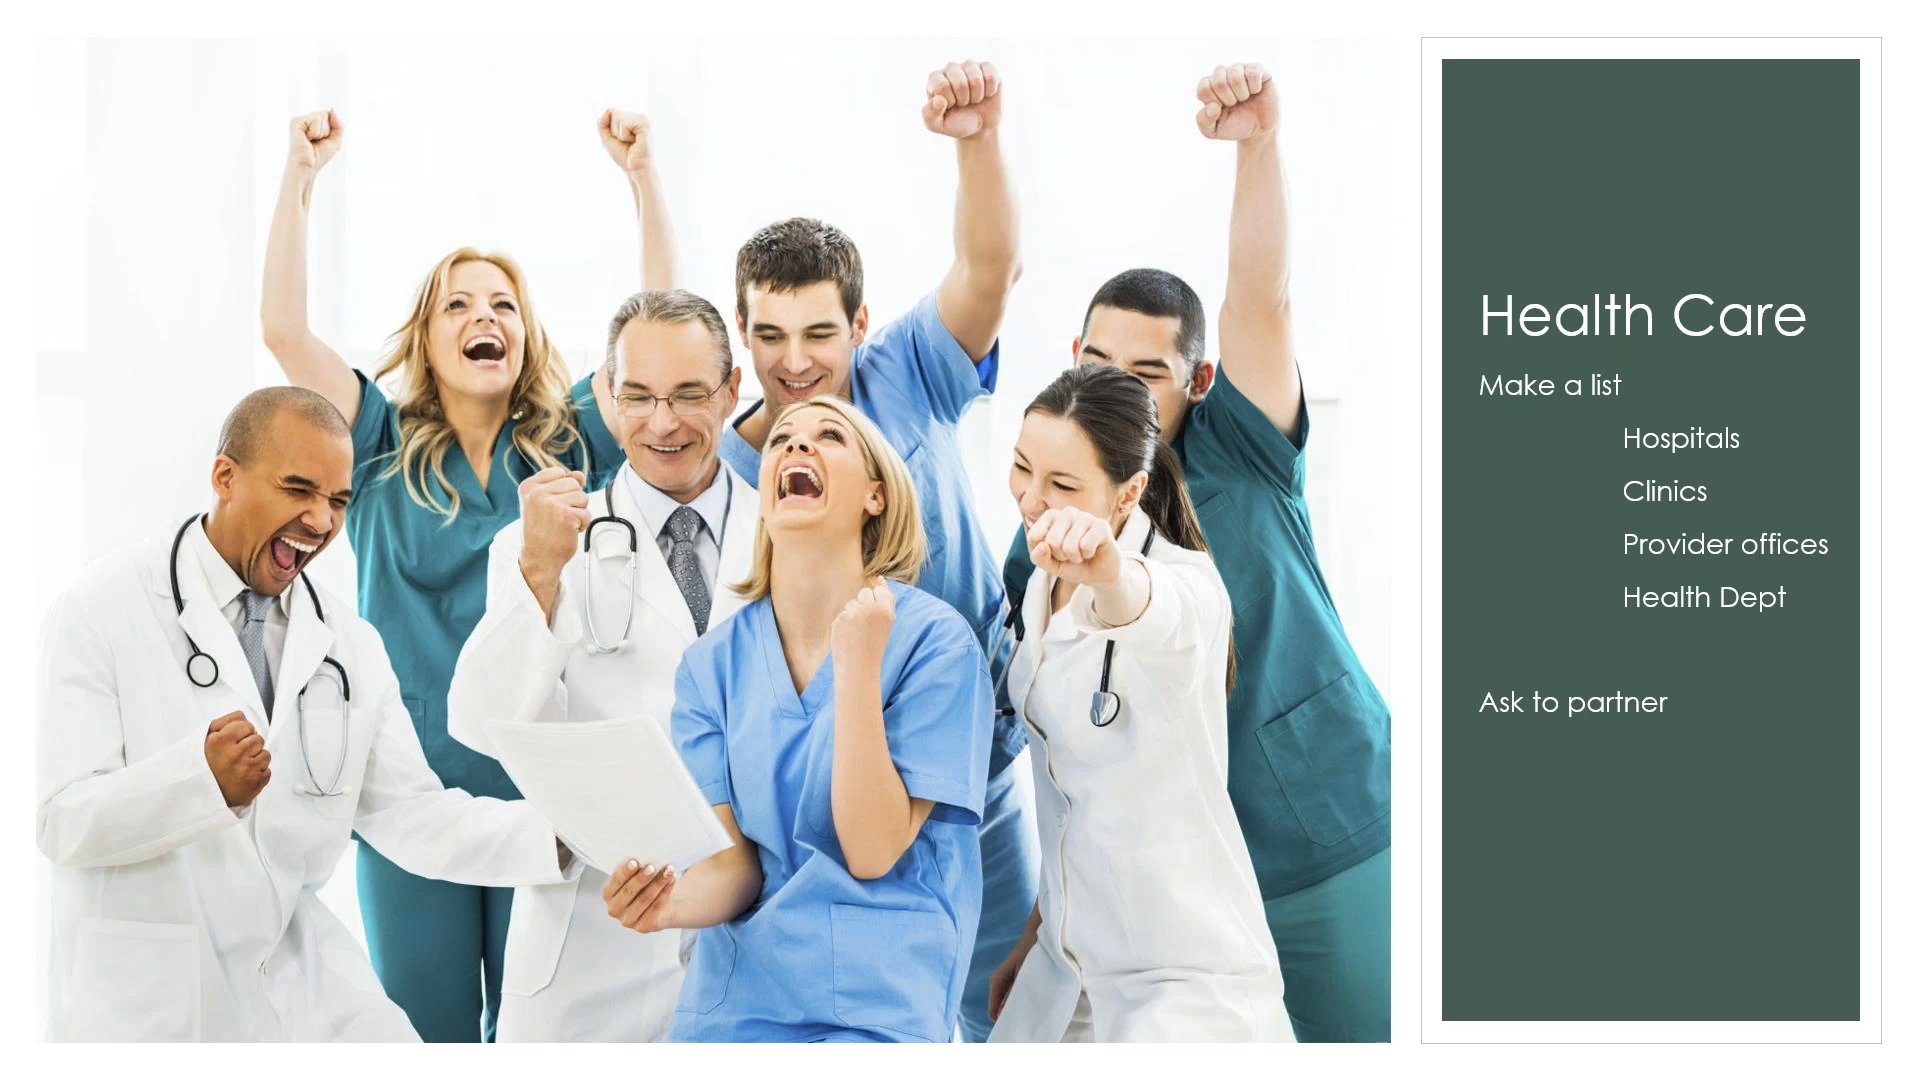 Health Care
Make a list
Hospitals
Clinics
Provider offices
Health Dept
Ask to partner